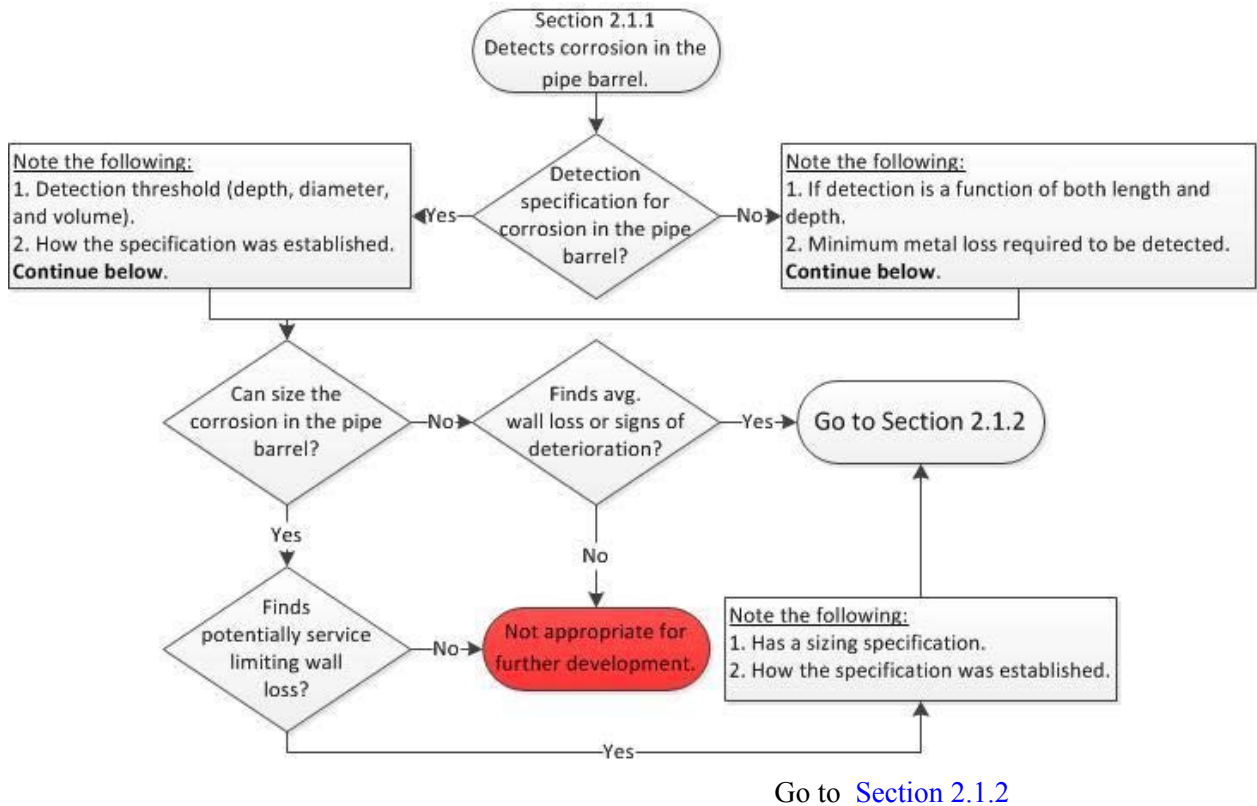 Section 2.1.1
Detects corrosion in the
pipe barrel.
Note the following:
1. Detection threshold (depth, diameter,
and volume).
2. How the specification was established.
Continue below.
Yes
Detection
specification for
corrosion in the pipe
barrel?
No
Note the following:
1. If detection is a function of both length and
depth.
2. Minimum metal loss required to be detected.
Continue below.
Can size the
corrosion in the pipe
barrel?
No
Finds avg.
wall loss or signs of
deterioration?
Yes
Go to Section 2.1.2
Yes
No
Finds
potentially service
limiting wall
loss?
No
Not appropriate for
further development.
Note the following:
1. Has a sizing specification.
2. How the specification was established.
Yes
Go to Section 2.1.2